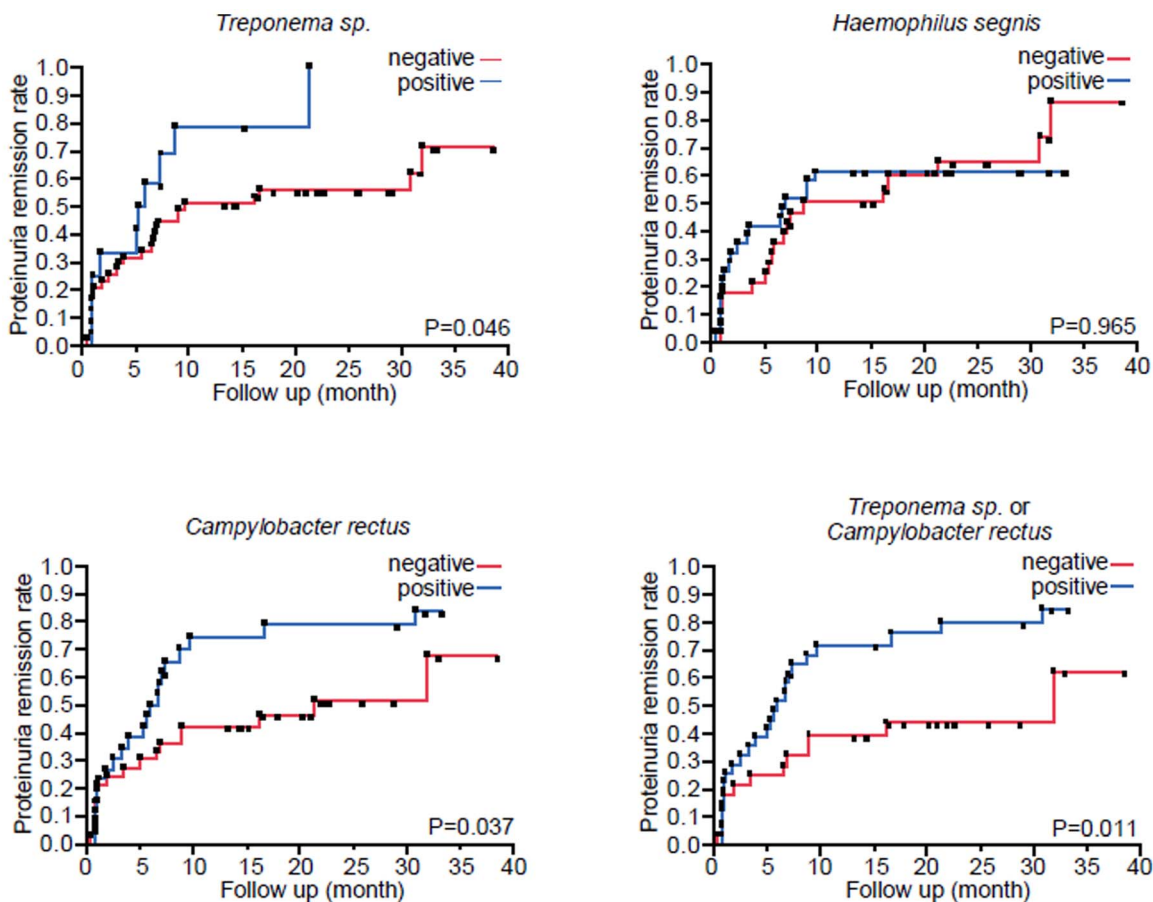 Treponema sp.
negative
positive
Proteinuria remission rate
1.0
0.9
0.8
0.7
0.6
0.5
0.4
0.3
0.2
0.1
0.0
P=0.046
0 5 10 15 20 25 30 35 40
Follow up (month)
Haemophilus segnis
negative
positive
Proteinuria remission rate
1.0
0.9
0.8
0.7
0.6
0.5
0.4
0.3
0.2
0.1
0.0
P=0.965
0 5 10 15 20 25 30 35 40
Follow up (month)
Campylobacter rectus
negative
positive
Proteinuria remission rate
1.0
0.9
0.8
0.7
0.6
0.5
0.4
0.3
0.2
0.1
0.0
P=0.037
0 5 10 15 20 25 30 35 40
Follow up (month)
Treponema sp. or
Campylobacter rectus
negative
positive
Proteinuria remission rate
1.0
0.9
0.8
0.7
0.6
0.5
0.4
0.3
0.2
0.1
0.0
P=0.011
0 5 10 15 20 25 30 35 40
Follow up (month)